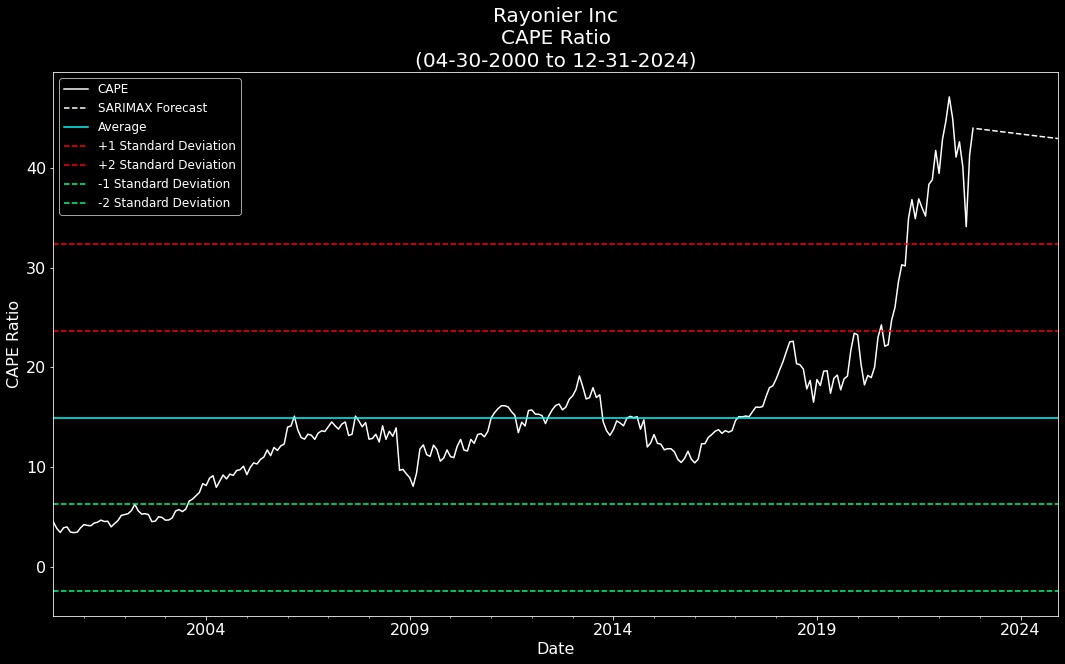 Rayonier Inc
CAPE Ratio
(04-30-2000 to 12-31-2024)
CAPE
SARIMAX Forecast
Average
+1 Standard Deviation
+2 Standard Deviation
-1 Standard Deviation
-2 Standard Deviation
CAPE Ratio
40
30
20
10
0
2004 2009 2014 2019 2024
Date